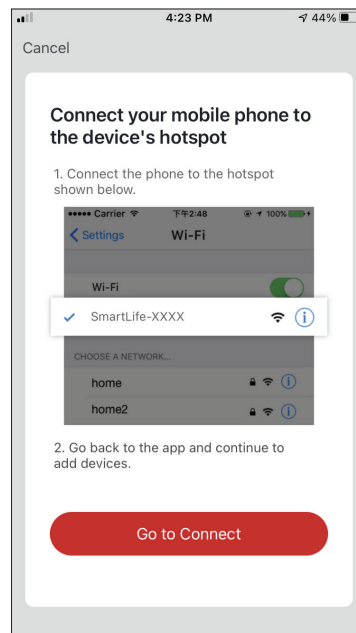 4:23 PM 44%
Cancel
Connect your mobile phone to
the device's hotspot
1. Connect the phone to the hotspot
shown below.
Carrier 下午2:48 100%
Settings Wi-Fi
Wi-Fi
SmartLife-XXXX
CHOOSE A NETWORK...
home
home2
2. Go back to the app and continue to
add devices.
Go to Connect